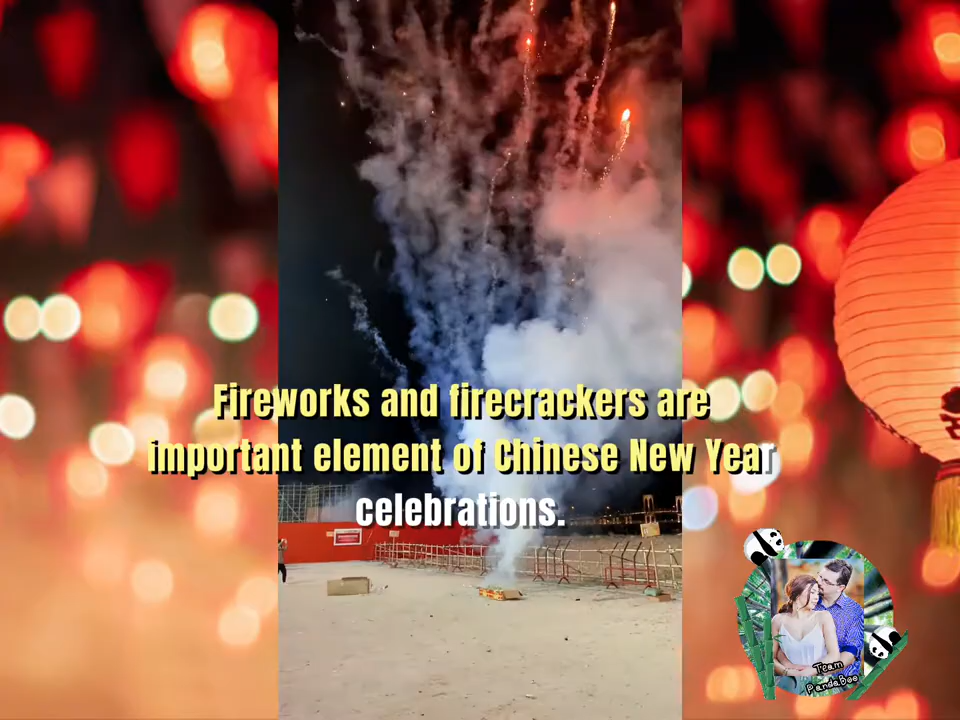 Fireworks and firecrackers are
important element of Chinese New Year
celebrations.
Team
PandaBoo